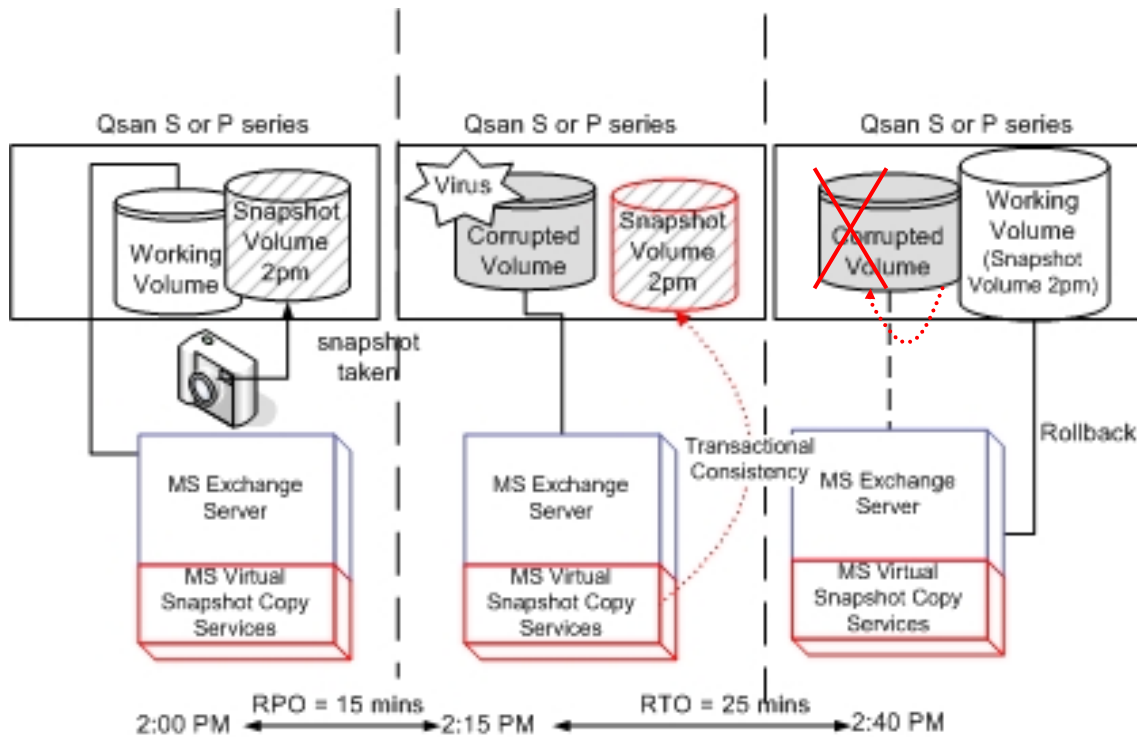 Qsan S or P series
Snapshot
Volume
2pm
Working
Volume
snapshot
taken
MS Exchange
Server
MS Virtual
Snapshot Copy
Services
Qsan S or P series
Virus
Corrupted
Volume
Snapshot
Volume
2pm
Transactional
Consistency
MS Exchange
Server
MS Virtual
Snapshot Copy
Services
Qsan S or P series
Corrupted
Volume
Working
Volume
(Snapshot
Volume 2pm)
Rollback
MS Exchange
Server
MS Virtual
Snapshot Copy
Services
RPO = 15 mins
RTO = 25 mins
2:00 PM
2:15 PM
2:40 PM